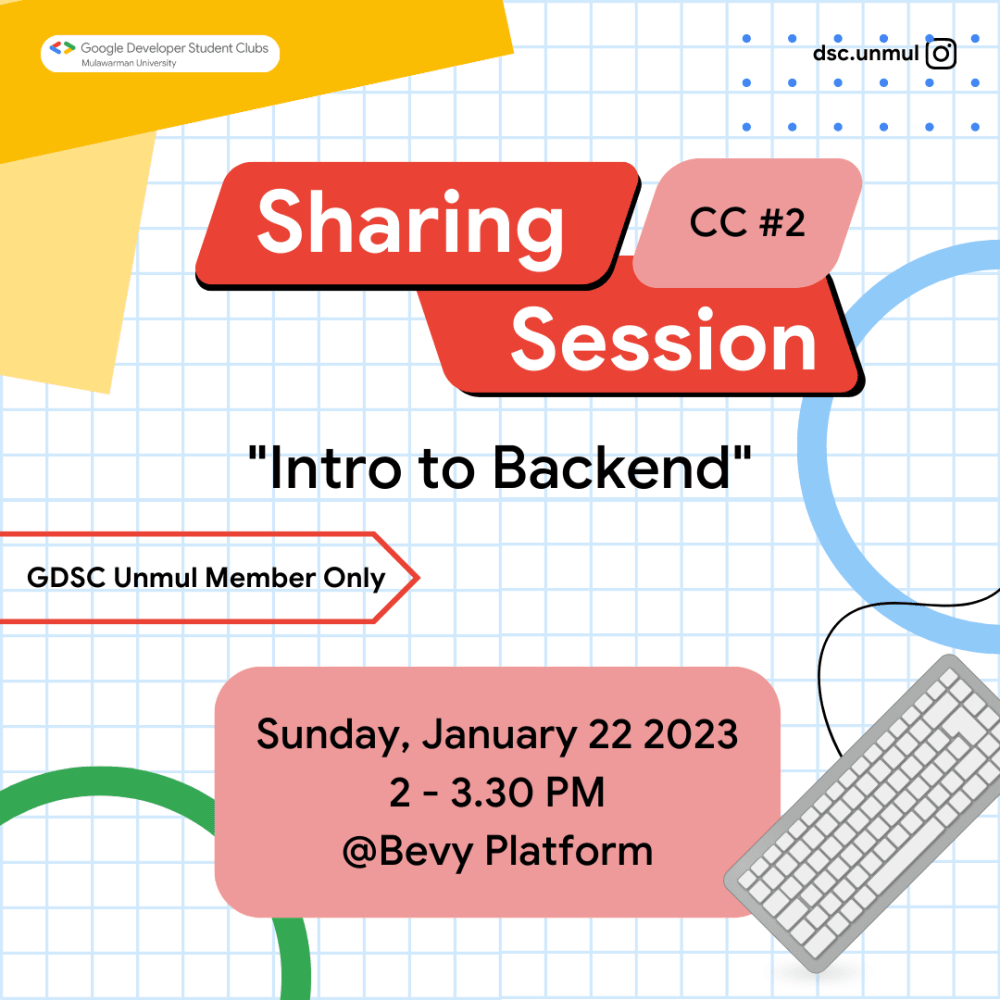 Google Developer Student Clubs
Mulawarman University
dsc.unmul
Sharing
CC #2
Session
"Intro to Backend"
GDSC Unmul Member Only
Sunday, January 22 2023
2 - 3.30 PM
@Bevy Platform